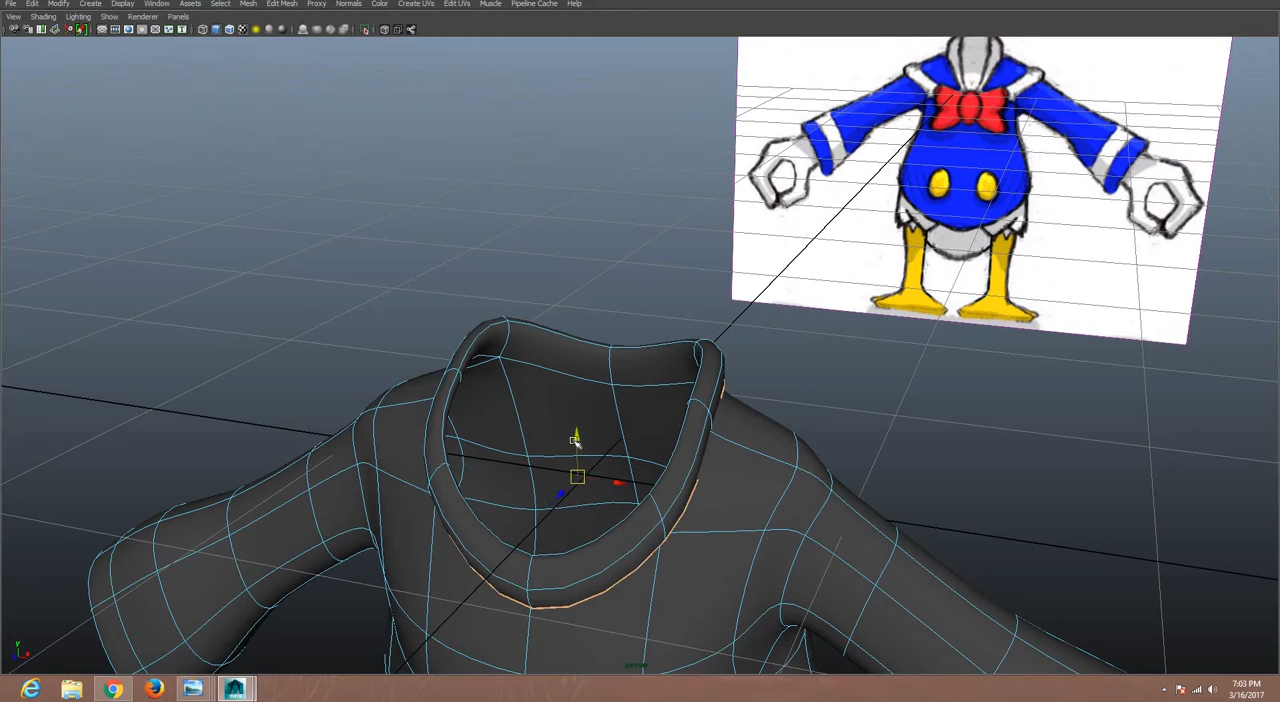 File Edit Modify Create Display Window Assets Select Mesh Edit Mesh Proxy Normals Color Create UVs Edit UVs Muscle Pipeline Cache Help
View Shading Lighting Show Renderer Panels
persp
y
7:03 PM
3/16/2017